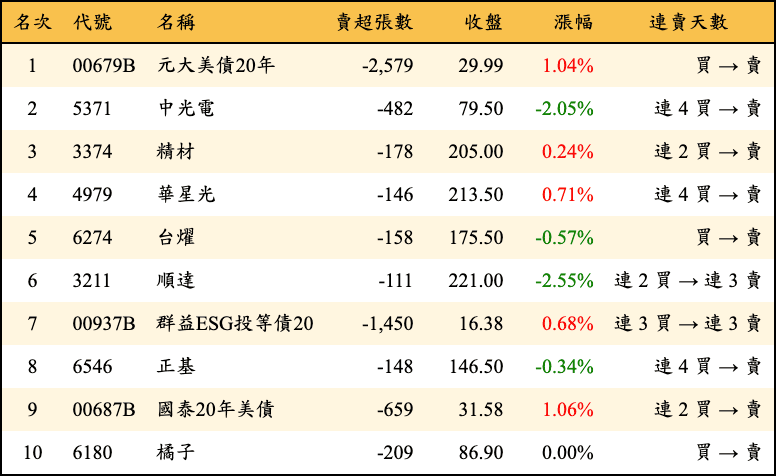 名次 代號 名稱 賣超張數 收盤 漲幅 連賣天數
1 00679B 元大美債20年 -2,579 29.99 1.04% 買 → 賣
2 5371 中光電 -482 79.50 -2.05% 連 4 買 → 賣
3 3374 精材 -178 205.00 0.24% 連 2 買 → 賣
4 4979 華星光 -146 213.50 0.71% 連 4 買 → 賣
5 6274 台燿 -158 175.50 -0.57% 買 → 賣
6 3211 順達 -111 221.00 -2.55% 連 2 買 → 連 3 賣
7 00937B 群益ESG投等債20 -1,450 16.38 0.68% 連 3 買 → 連 3 賣
8 6546 正基 -148 146.50 -0.34% 連 4 買 → 賣
9 00687B 國泰20年美債 -659 31.58 1.06% 連 2 買 → 賣
10 6180 橘子 -209 86.90 0.00% 買 → 賣